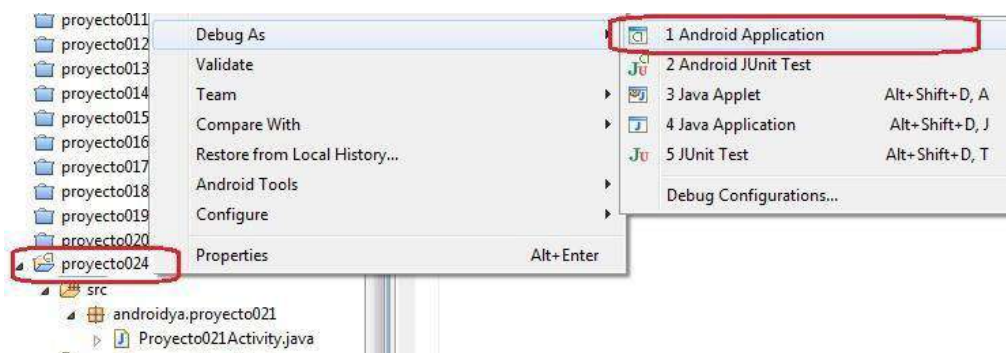 proyecto011
proyecto012
proyecto013
proyecto014
proyecto015
proyecto016
proyecto017
proyecto018
proyecto019
proyecto020
proyecto024
src
androidya.proyecto021
Proyecto021Activity.java
Debug As
Validate
Team
Compare With
Restore from Local History...
Android Tools
Configure
Properties Alt+Enter
1 Android Application
2 Android JUnit Test
3 Java Applet Alt+Shift+D, A
4 Java Application Alt+Shift+D, J
5 JUnit Test Alt+Shift+D, T
Debug Configurations...